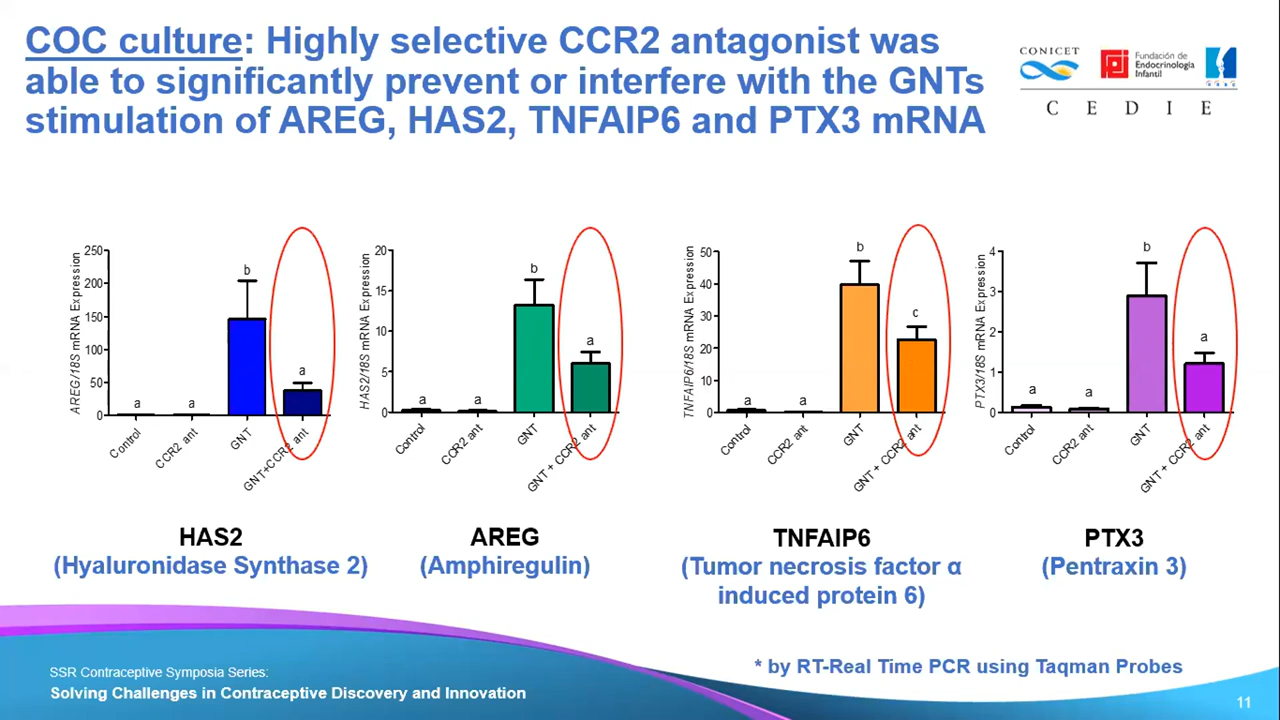 COC culture: Highly selective CCR2 antagonist was
able to significantly prevent or interfere with the GNTs
stimulation of AREG, HAS2, TNFAIP6 and PTX3 mRNA
CONICET
Fundación de
Endocrinología
Infantil
C E D I E
AREG/18S mRNA Expression
250
200
150
100
50
0
a
a
b
a
Control
CCR2 ant
GNT
GNT+CCR2 ant
HAS2/18S mRNA Expression
20
15
10
5
0
a
a
b
a
Control
CCR2 ant
GNT
GNT + CCR2 ant
TNFAIP6/18S mRNA Expression
50
40
30
20
10
0
a
a
b
c
Control
CCR2 ant
GNT
GNT + CCR2 ant
PTX3/18S mRNA Expression
4
3
2
1
0
a
a
b
a
Control
CCR2 ant
GNT
GNT + CCR2 ant
HAS2
(Hyaluronidase Synthase 2)
AREG
(Amphiregulin)
TNFAIP6
(Tumor necrosis factor α
induced protein 6)
PTX3
(Pentraxin 3)
* by RT-Real Time PCR using Taqman Probes
SSR Contraceptive Symposia Series:
Solving Challenges in Contraceptive Discovery and Innovation
11